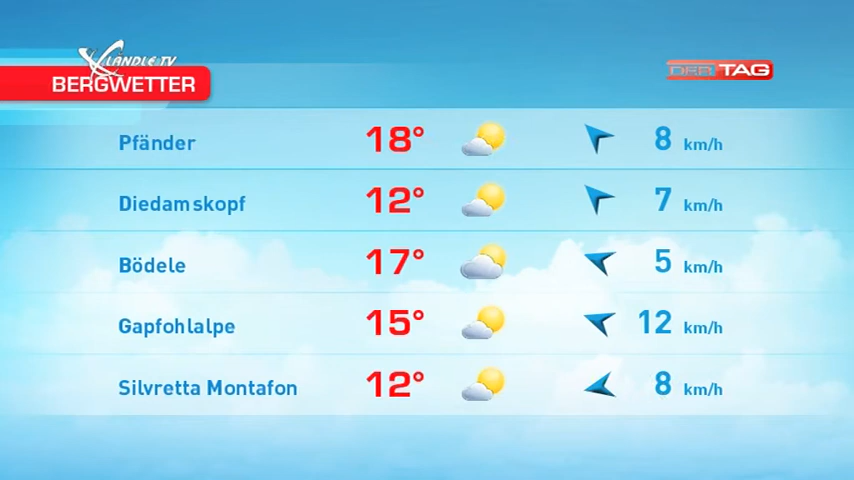 LÄNDLE TV
BERGWETTER
DER TAG
Pfänder 18° 8 km/h
Diedamskopf 12° 7 km/h
Bödele 17° 5 km/h
Gapfohlalpe 15° 12 km/h
Silvretta Montafon 12° 8 km/h